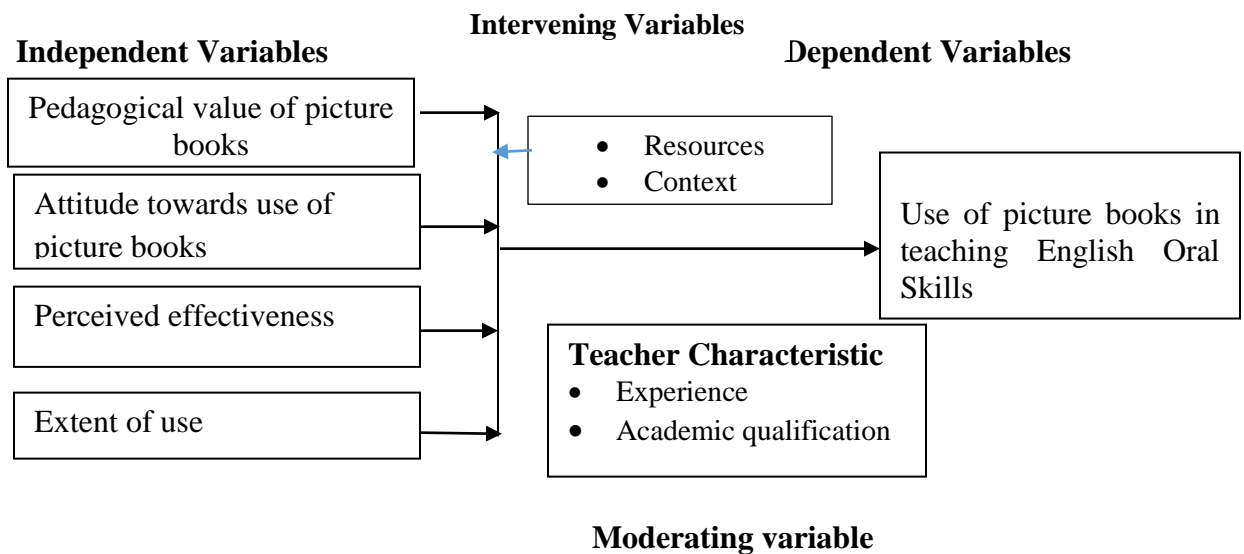 Intervening Variables
Independent Variables
Dependent Variables
Pedagogical value of picture
books
Attitude towards use of
picture books
Perceived effectiveness
Extent of use
• Resources
• Context
Use of picture books in
teaching English Oral
Skills
Teacher Characteristic
• Experience
• Academic qualification
Moderating variable